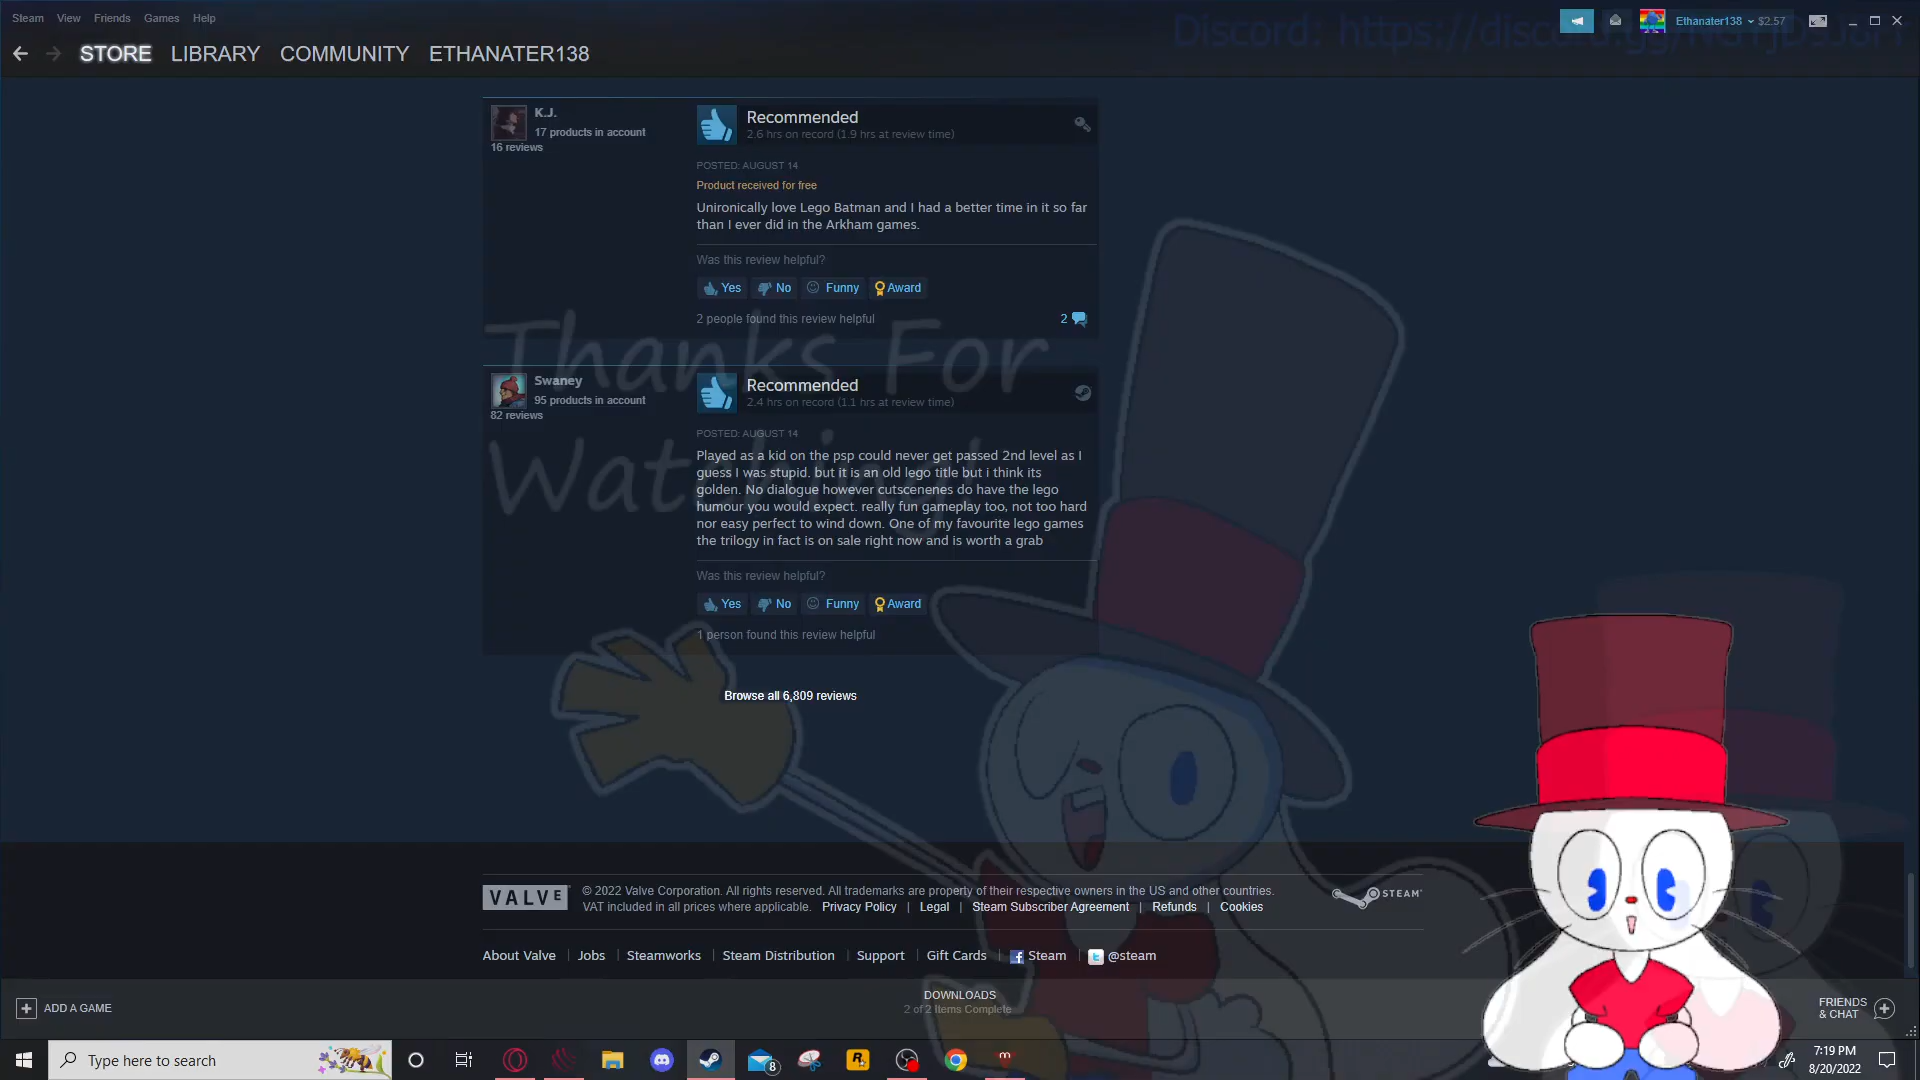 Steam View Friends Games Help
Ethanater138 $2.57
Discord: https://
STORE LIBRARY COMMUNITY ETHANATER138
K.J.
17 products in account
16 reviews
Recommended
2.6 hrs on record (1.9 hrs at review time)
POSTED: AUGUST 14
Product received for free
Unironically love Lego Batman and I had a better time in it so far
than I ever did in the Arkham games.
Was this review helpful?
Yes No Funny Award
2 people found this review helpful
2
Thanks For
Watching!
Swaney
95 products in account
82 reviews
Recommended
2.4 hrs on record (1.1 hrs at review time)
POSTED: AUGUST 14
Played as a kid on the psp could never get passed 2nd level as I
guess I was stupid. but it is an old lego title but i think its
golden. No dialogue however cutscenenes do have the lego
humour you would expect. really fun gameplay too, not too hard
nor easy perfect to wind down. One of my favourite lego games
the trilogy in fact is on sale right now and is worth a grab
Was this review helpful?
Yes No Funny Award
1 person found this review helpful
Browse all 6,809 reviews
VALVE
© 2022 Valve Corporation. All rights reserved. All trademarks are property of their respective owners in the US and other countries.
VAT included in all prices where applicable. Privacy Policy | Legal | Steam Subscriber Agreement | Refunds | Cookies
STEAM
About Valve | Jobs | Steamworks | Steam Distribution | Support | Gift Cards | Steam | @steam
ADD A GAME
DOWNLOADS
2 of 2 Items Complete
FRIENDS
& CHAT
Type here to search
8
7:19 PM
8/20/2022